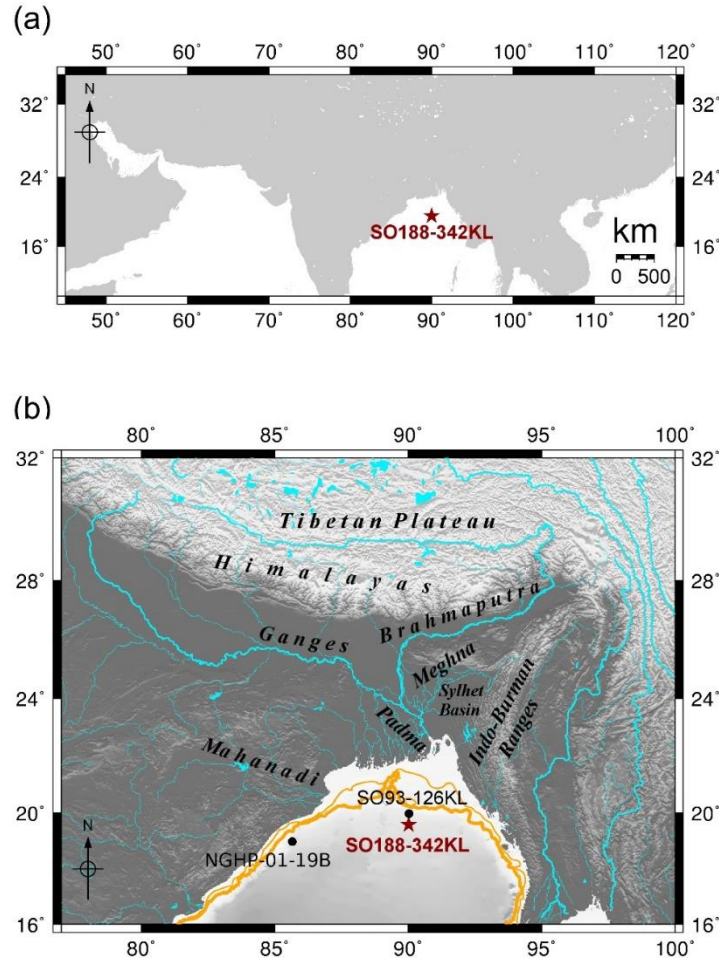 (a)
50° 60° 70° 80° 90° 100° 110° 120°
32° 32°
24° 24°
16° 16°
N
SO188-342KL
km
0 500
50° 60° 70° 80° 90° 100° 110° 120°
(b)
80° 85° 90° 95° 100°
32° 32°
Tibetan Plateau
Himalayas
28° 28°
Brahmaputra
Ganges
Meghna
Sylhet
Basin
Indo-Burman
Ranges
24° 24°
Padma
Mahanadi
20° 20°
SO93-126KL
SO188-342KL
NGHP-01-19B
N
16° 16°
80° 85° 90° 95° 100°